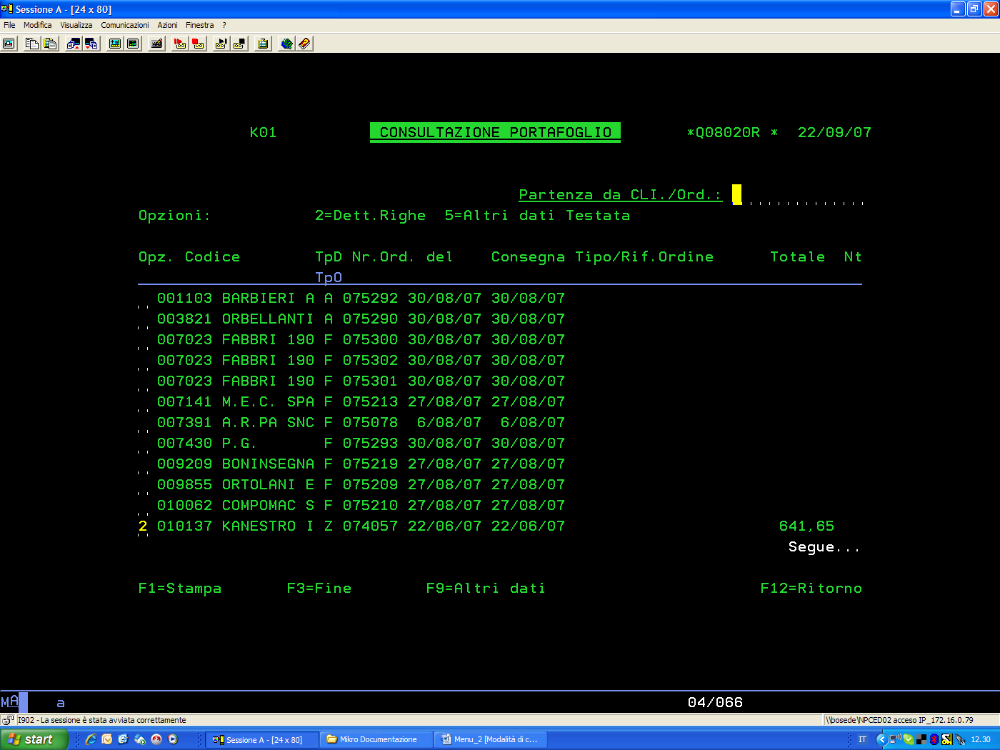 Sessione A - [24 x 80]
File Modifica Visualizza Comunicazioni Azioni Finestra ?
K01 CONSULTAZIONE PORTAFOGLIO *Q08020R * 22/09/07
Partenza da CLI./Ord.:
Opzioni: 2=Dett.Righe 5=Altri dati Testata
Opz. Codice TpD Nr.Ord. del Consegna Tipo/Rif.Ordine Totale Nt
TpO
001103 BARBIERI A A 075292 30/08/07 30/08/07
003821 ORBELLANTI A 075290 30/08/07 30/08/07
007023 FABBRI 190 F 075300 30/08/07 30/08/07
007023 FABBRI 190 F 075302 30/08/07 30/08/07
007023 FABBRI 190 F 075301 30/08/07 30/08/07
007141 M.E.C. SPA F 075213 27/08/07 27/08/07
007391 A.R.PA SNC F 075078 6/08/07 6/08/07
007430 P.G. F 075293 30/08/07 30/08/07
009209 BONINSEGNA F 075219 27/08/07 27/08/07
009855 ORTOLANI E F 075209 27/08/07 27/08/07
010062 COMPOMAC S F 075210 27/08/07 27/08/07
2 010137 KANESTRO I Z 074057 22/06/07 22/06/07 641,65
Segue...
F1=Stampa F3=Fine F9=Altri dati F12=Ritorno
MA a 04/066
I902 - La sessione è stata avviata correttamente \\bosede\NPCED02 acceso IP_172.16.0.79
start Sessione A - [24 x 80] Mikro Documentazione Menu_2 [Modalità di c... IT 12.30